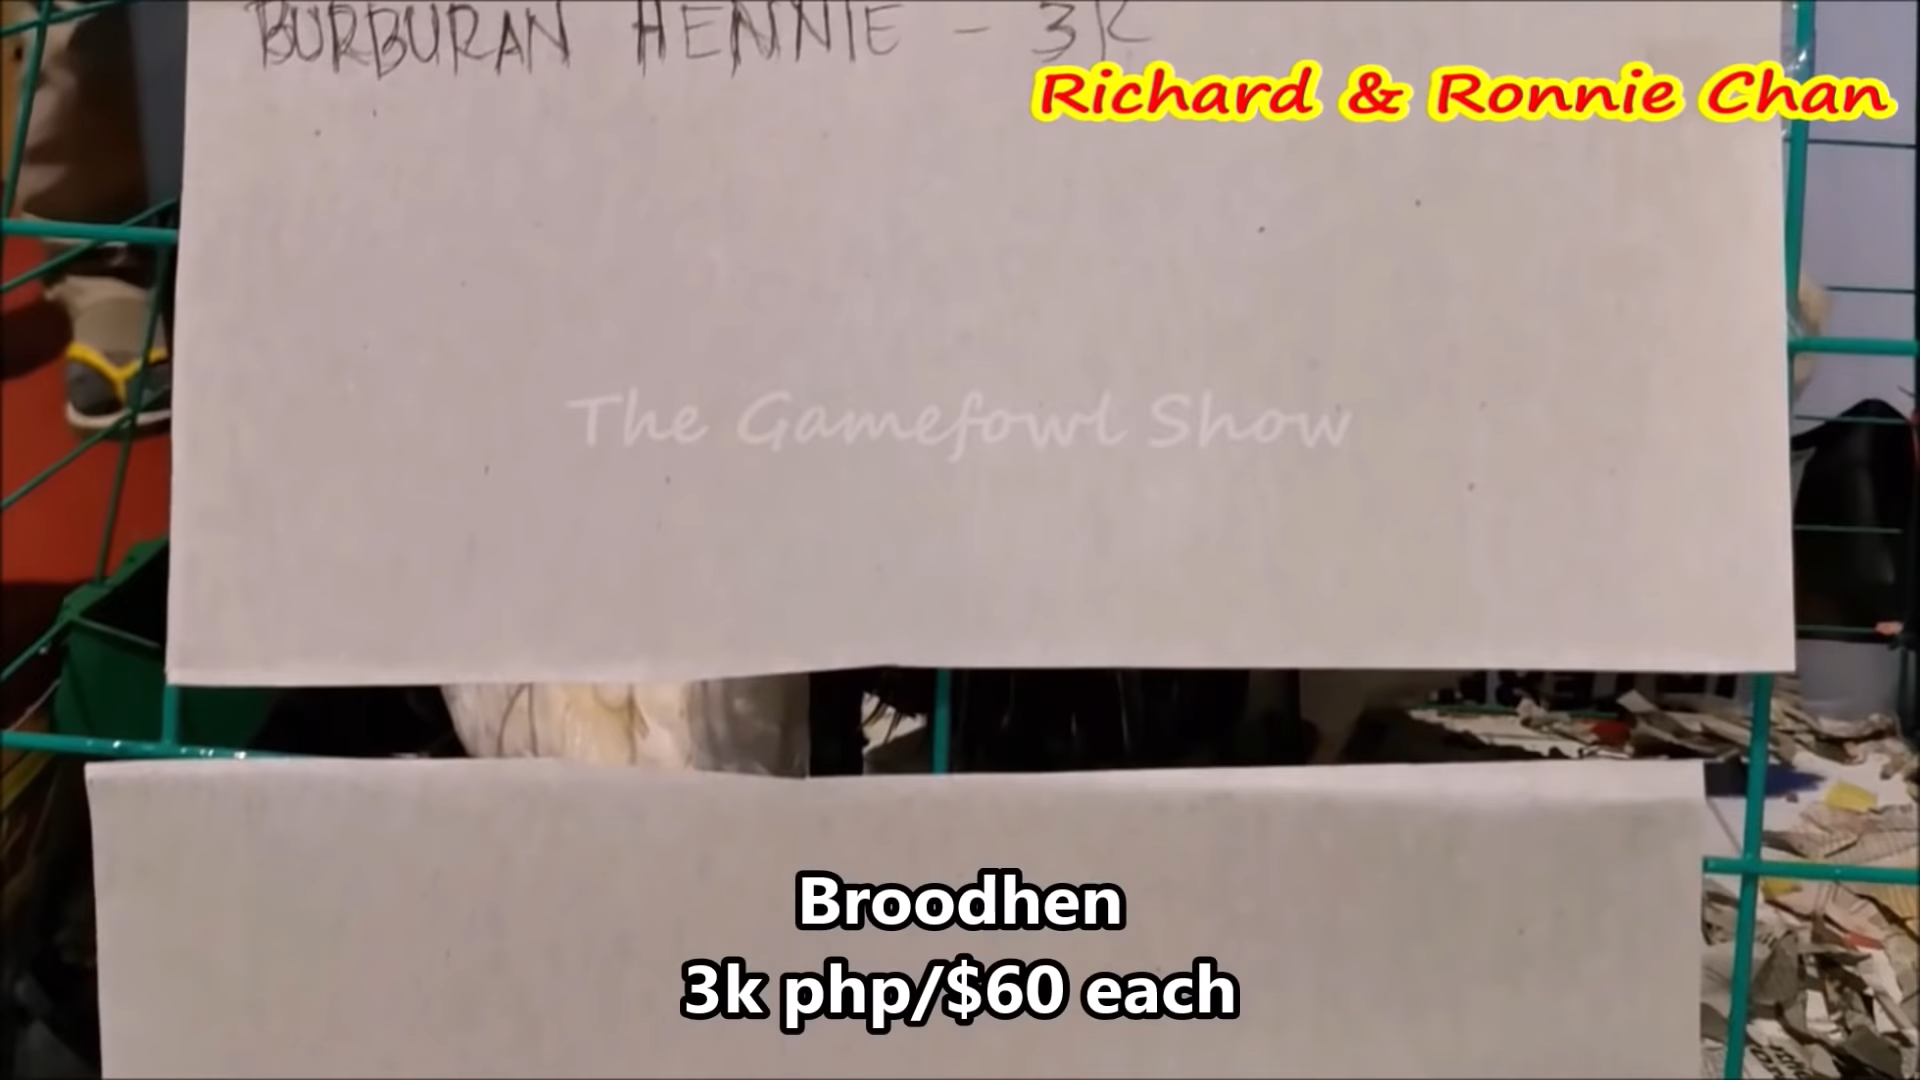 BURBURAN HENNIE - 3K
Richard & Ronnie Chan
The Gamefowl Show
Broodhen
3k php/$60 each